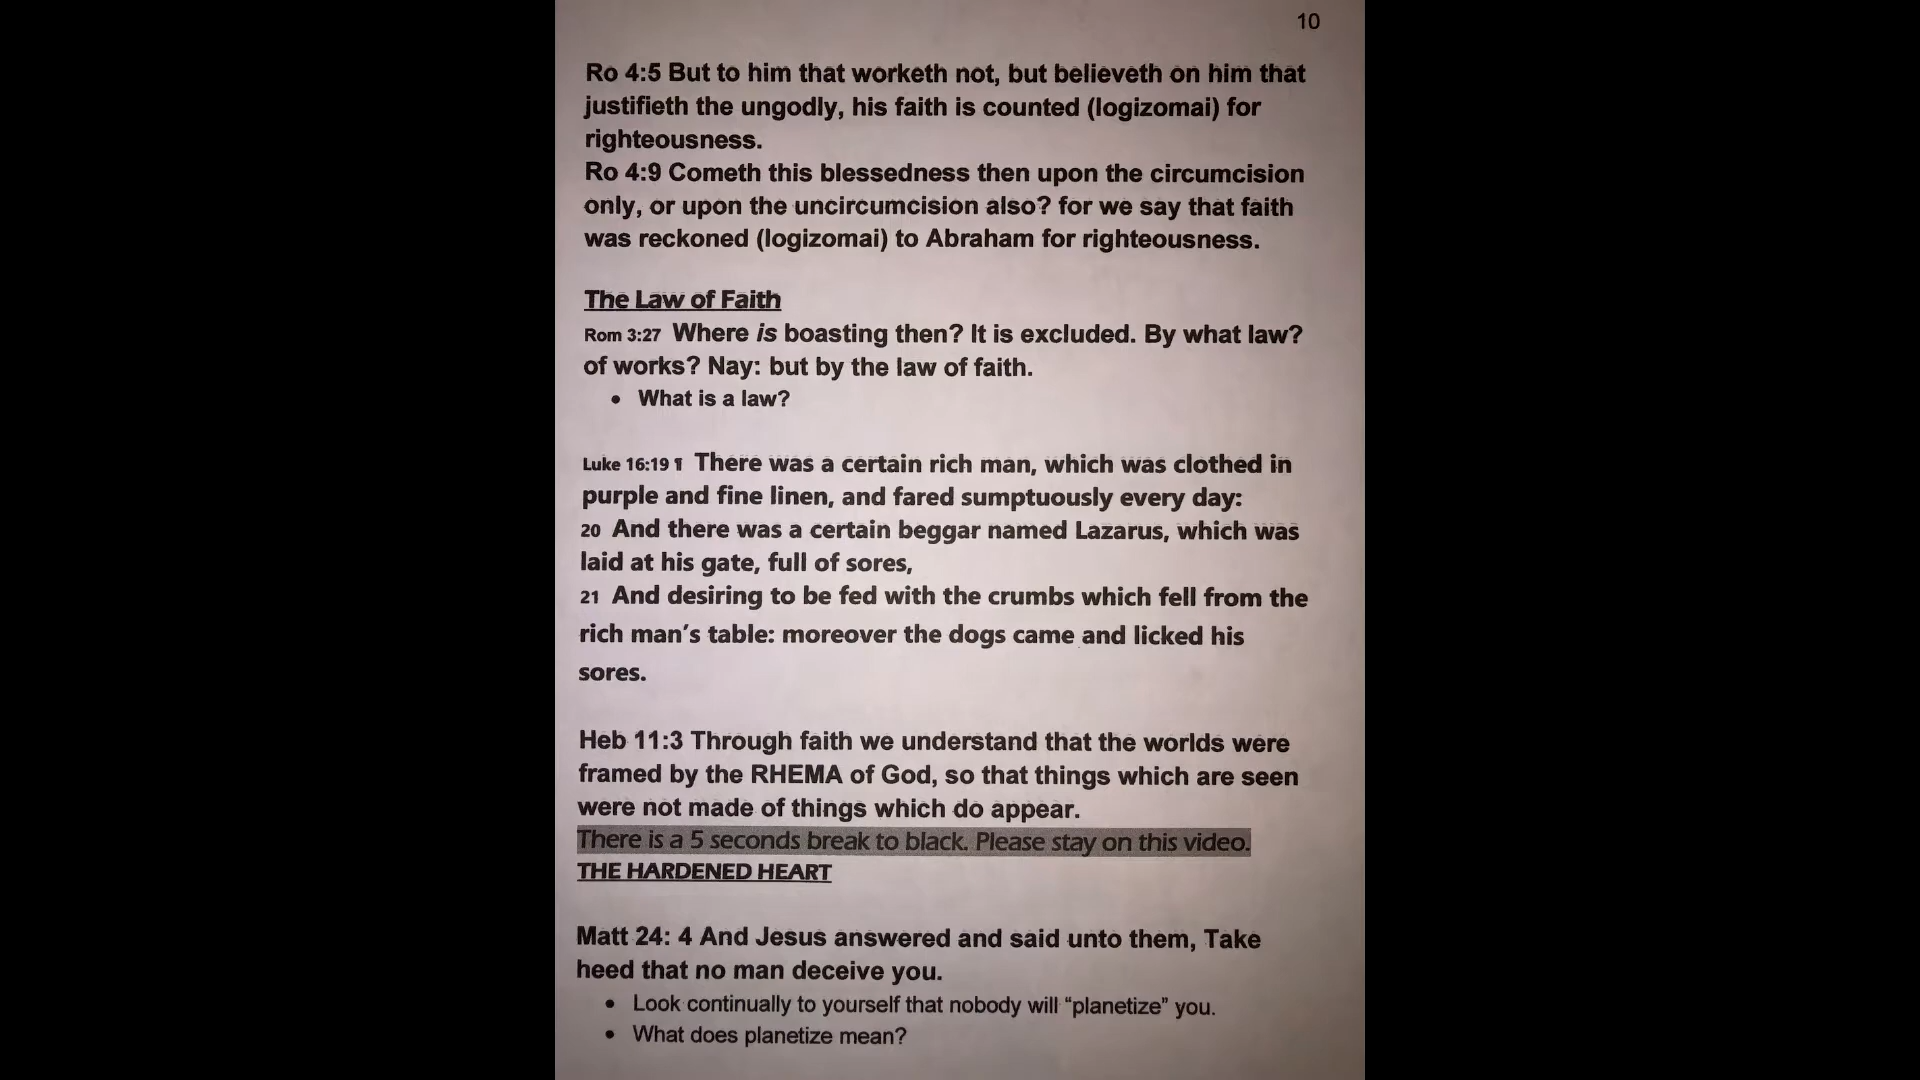 10
Ro 4:5 But to him that worketh not, but believeth on him that
justifieth the ungodly, his faith is counted (logizomai) for
righteousness.
Ro 4:9 Cometh this blessedness then upon the circumcision
only, or upon the uncircumcision also? for we say that faith
was reckoned (logizomai) to Abraham for righteousness.
The Law of Faith
Rom 3:27 Where is boasting then? It is excluded. By what law?
of works? Nay: but by the law of faith.
• What is a law?
Luke 16:19 ¶ There was a certain rich man, which was clothed in
purple and fine linen, and fared sumptuously every day:
20 And there was a certain beggar named Lazarus, which was
laid at his gate, full of sores,
21 And desiring to be fed with the crumbs which fell from the
rich man's table: moreover the dogs came and licked his
sores.
Heb 11:3 Through faith we understand that the worlds were
framed by the RHEMA of God, so that things which are seen
were not made of things which do appear.
There is a 5 seconds break to black. Please stay on this video.
THE HARDENED HEART
Matt 24: 4 And Jesus answered and said unto them, Take
heed that no man deceive you.
• Look continually to yourself that nobody will “planetize” you.
• What does planetize mean?